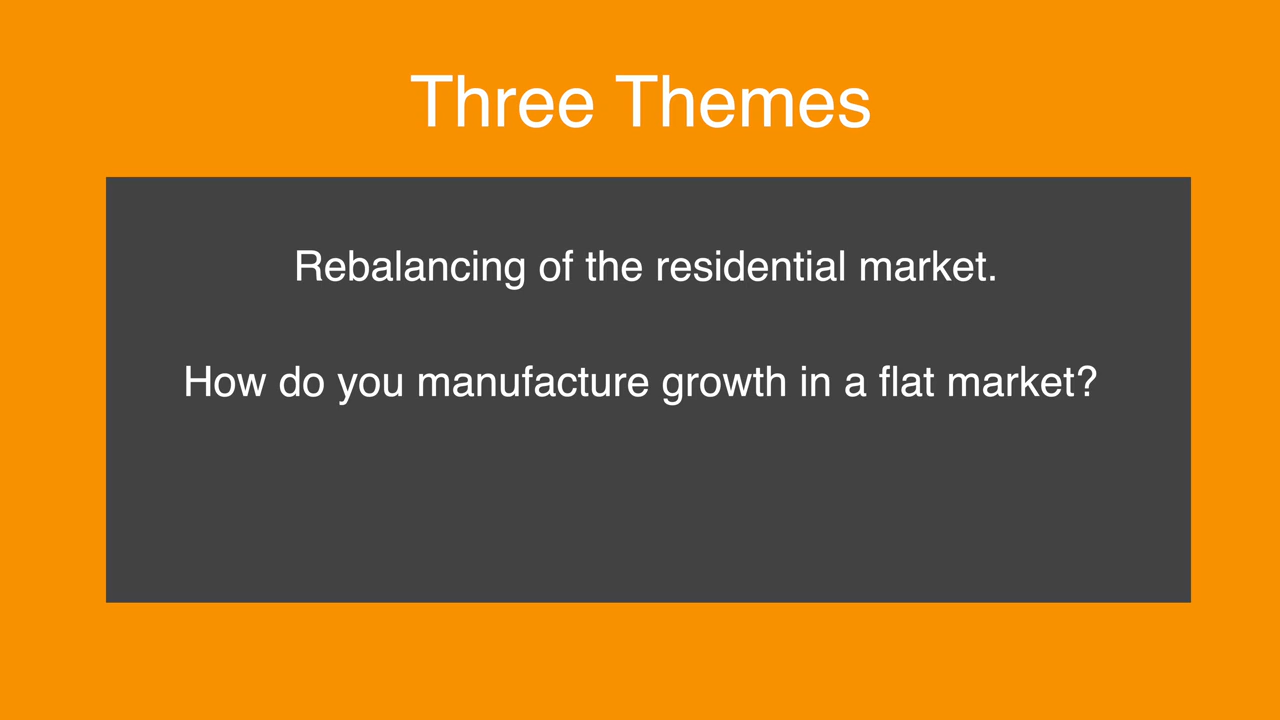 Three Themes
Rebalancing of the residential market.
How do you manufacture growth in a flat market?